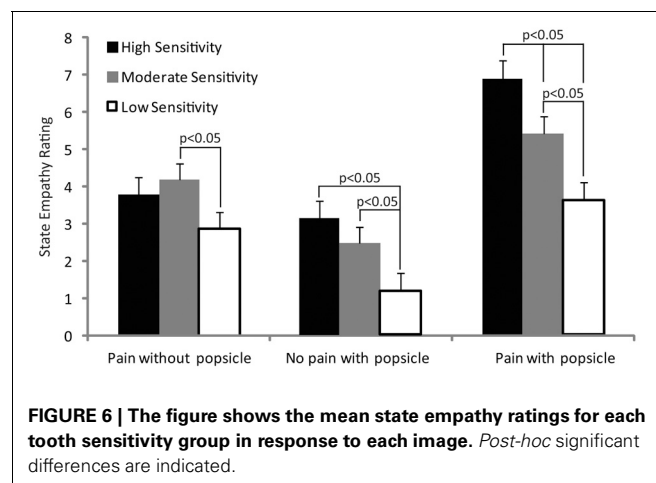 8
7
6
5
4
3
2
1
0
State Empathy Rating
High Sensitivity
Moderate Sensitivity
Low Sensitivity
p<0.05
p<0.05
p<0.05
p<0.05
p<0.05
Pain without popsicle
No pain with popsicle
Pain with popsicle
FIGURE 6 | The figure shows the mean state empathy ratings for each
tooth sensitivity group in response to each image. Post-hoc significant
differences are indicated.